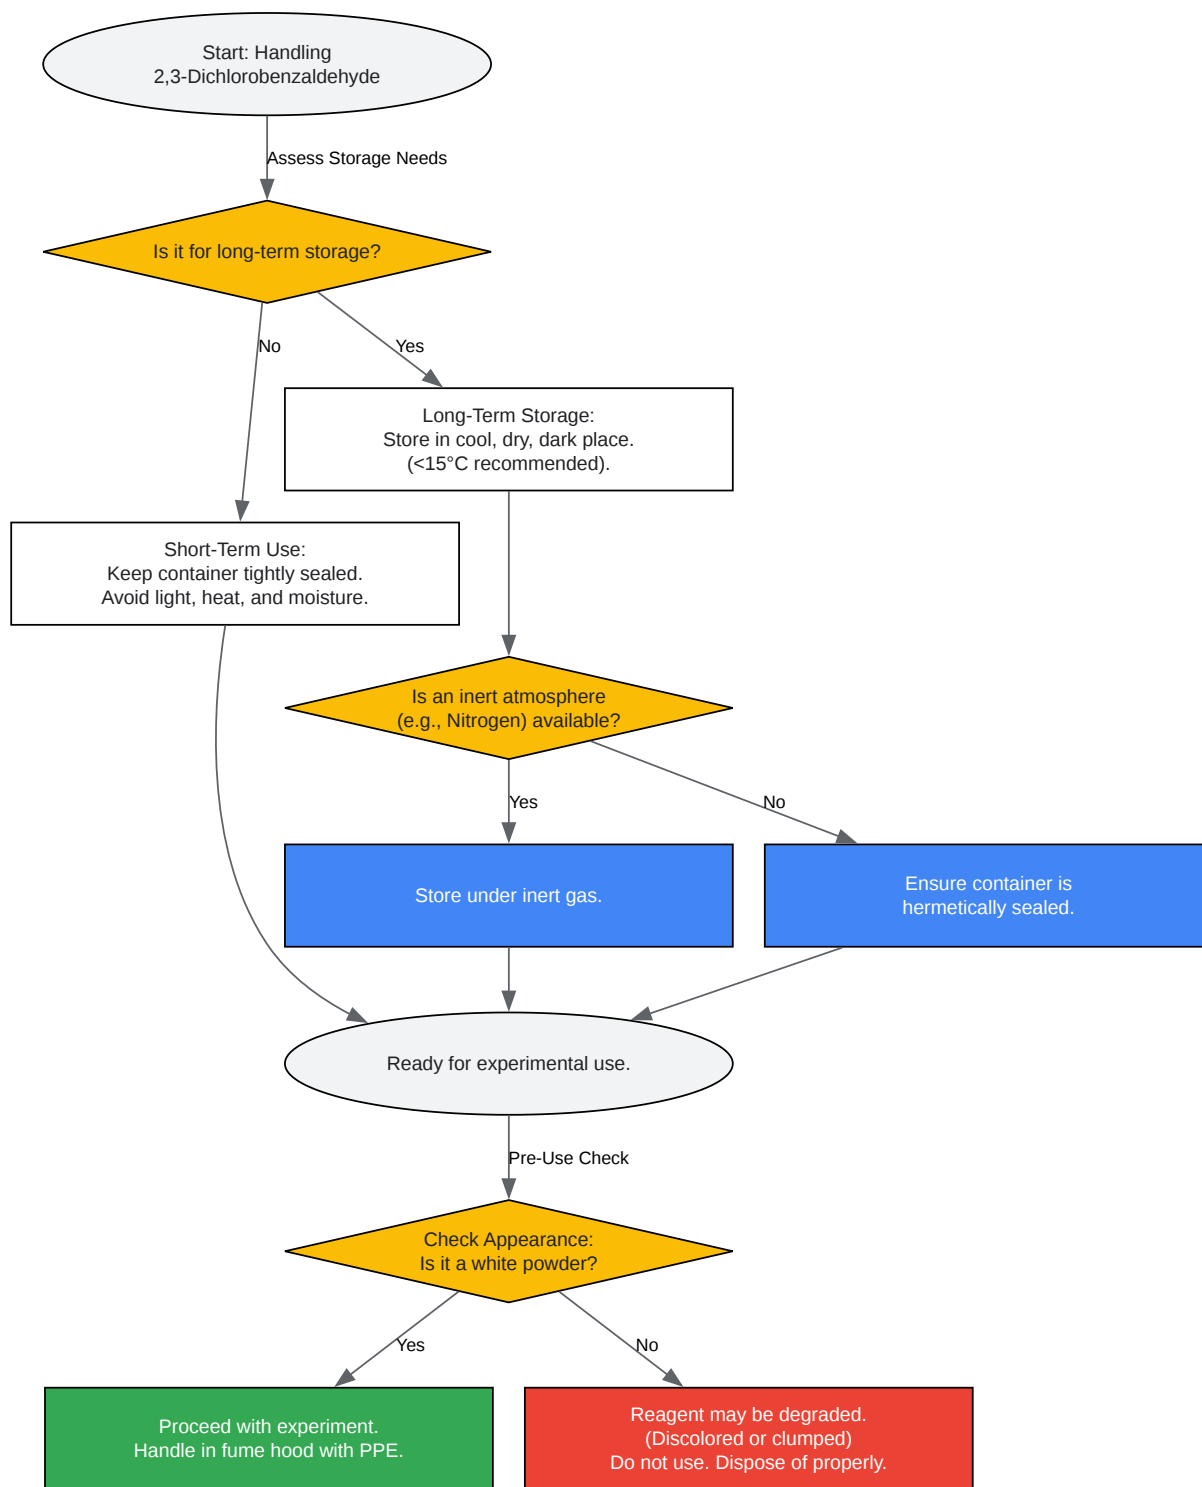 Start: Handling
2,3-Dichlorobenzaldehyde
Assess Storage Needs
Is it for long-term storage?
No
Yes
Long-Term Storage:
Store in cool, dry, dark place.
(<15°C recommended).
Short-Term Use:
Keep container tightly sealed.
Avoid light, heat, and moisture.
Is an inert atmosphere
(e.g., Nitrogen) available?
Yes
No
Store under inert gas.
Ensure container is
hermetically sealed.
Ready for experimental use.
Pre-Use Check
Check Appearance:
Is it a white powder?
Yes
No
Proceed with experiment.
Handle in fume hood with PPE.
Reagent may be degraded.
(Discolored or clumped)
Do not use. Dispose of properly.